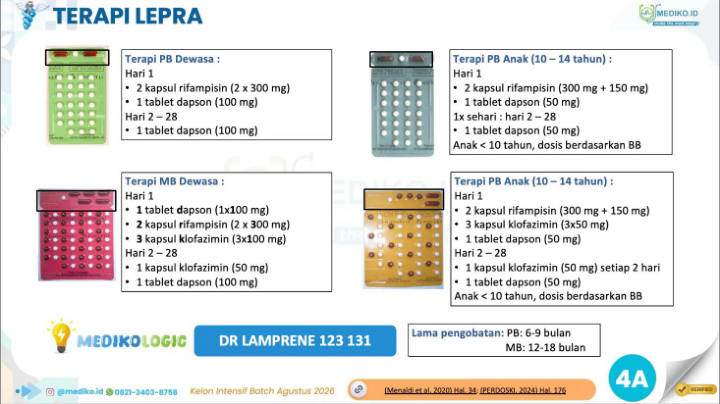 TERAPI LEPRA
MEDIKO.ID
Terapi PB Dewasa :
Hari 1
• 2 kapsul rifampisin (2 x 300 mg)
• 1 tablet dapson (100 mg)
Hari 2 – 28
• 1 tablet dapson (100 mg)
Terapi PB Anak (10 – 14 tahun) :
Hari 1
• 2 kapsul rifampisin (300 mg + 150 mg)
• 1 tablet dapson (50 mg)
1x sehari : hari 2 – 28
• 1 tablet dapson (50 mg)
Anak < 10 tahun, dosis berdasarkan BB
Terapi MB Dewasa :
Hari 1
• 1 tablet dapson (1x100 mg)
• 2 kapsul rifampisin (2 x 300 mg)
• 3 kapsul klofazimin (3x100 mg)
Hari 2 – 28
• 1 kapsul klofazimin (50 mg)
• 1 tablet dapson (100 mg)
Terapi PB Anak (10 – 14 tahun) :
Hari 1
• 2 kapsul rifampisin (300 mg + 150 mg)
• 3 kapsul klofazimin (3x50 mg)
• 1 tablet dapson (50 mg)
Hari 2 – 28
• 1 kapsul klofazimin (50 mg) setiap 2 hari
• 1 tablet dapson (50 mg)
Anak < 10 tahun, dosis berdasarkan BB
MEDIKOLOGIC
DR LAMPRENE 123 131
Lama pengobatan: PB: 6-9 bulan
MB: 12-18 bulan
@mediko.id 0821-3403-8758 Kelon Intensif Batch Agustus 2026
(Menaldi et al, 2020) Hal. 34; (PERDOSKI, 2024) Hal. 176
4A
VERIFIED